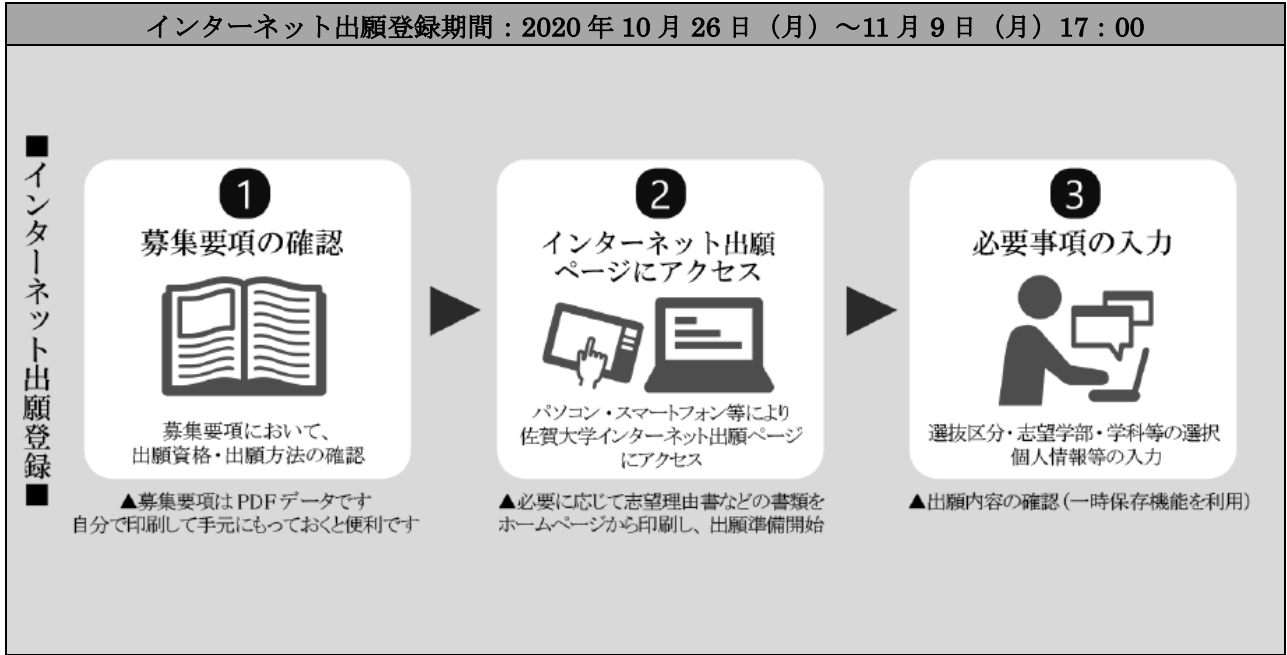 インターネット出願登録期間：2020年10月26日（月）～11月9日（月）17：00
■インターネット出願登録■
1
募集要項の確認
募集要項において、
出願資格・出願方法の確認
▲募集要項はPDFデータです
自分で印刷して手元にもっておくと便利です
2
インターネット出願
ページにアクセス
パソコン・スマートフォン等により
佐賀大学インターネット出願ページ
にアクセス
▲必要に応じて志望理由書などの書類を
ホームページから印刷し、出願準備開始
3
必要事項の入力
選抜区分・志望学部・学科等の選択
個人情報等の入力
▲出願内容の確認（一時保存機能を利用）